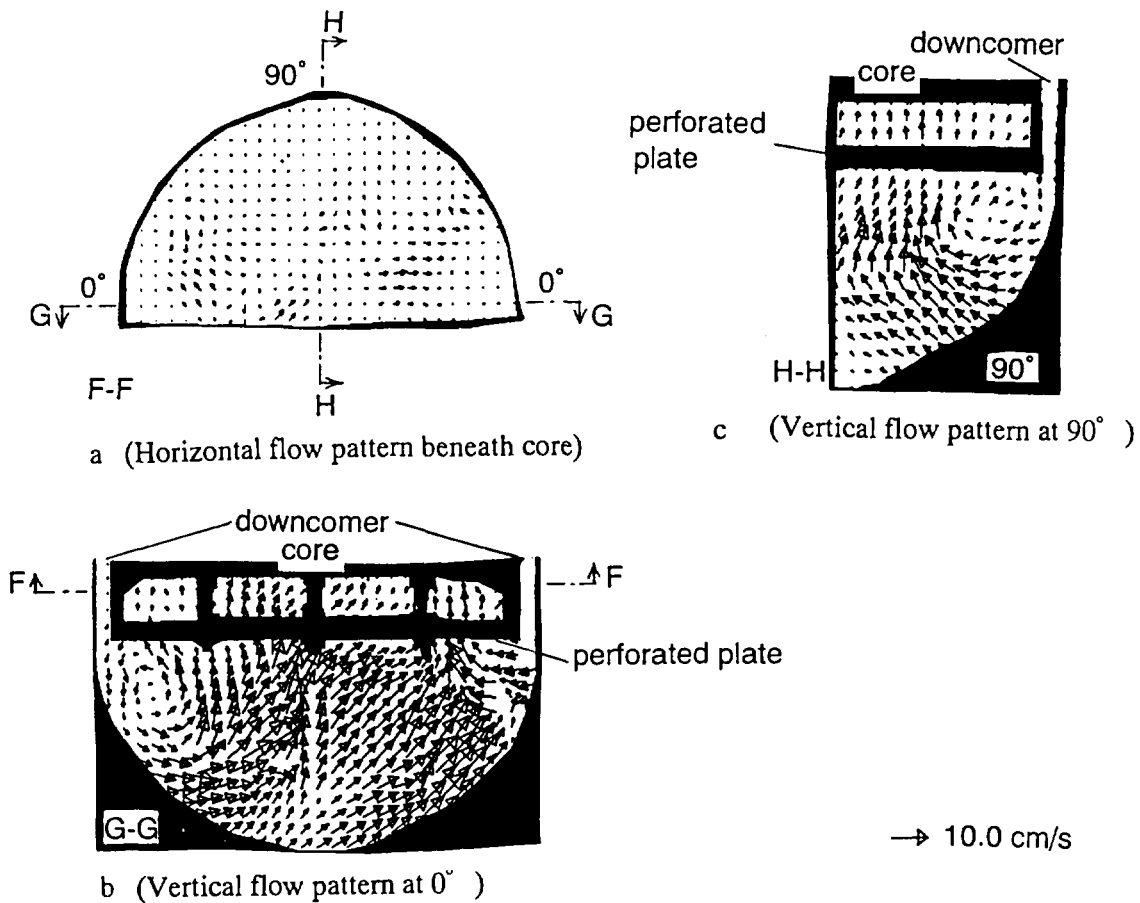 H
90°
0°
0°
G
G
F-F
H
a (Horizontal flow pattern beneath core)
downcomer
core
perforated
plate
H-H
90°
c (Vertical flow pattern at 90° )
downcomer
core
F
F
perforated plate
G-G
10.0 cm/s
b (Vertical flow pattern at 0° )